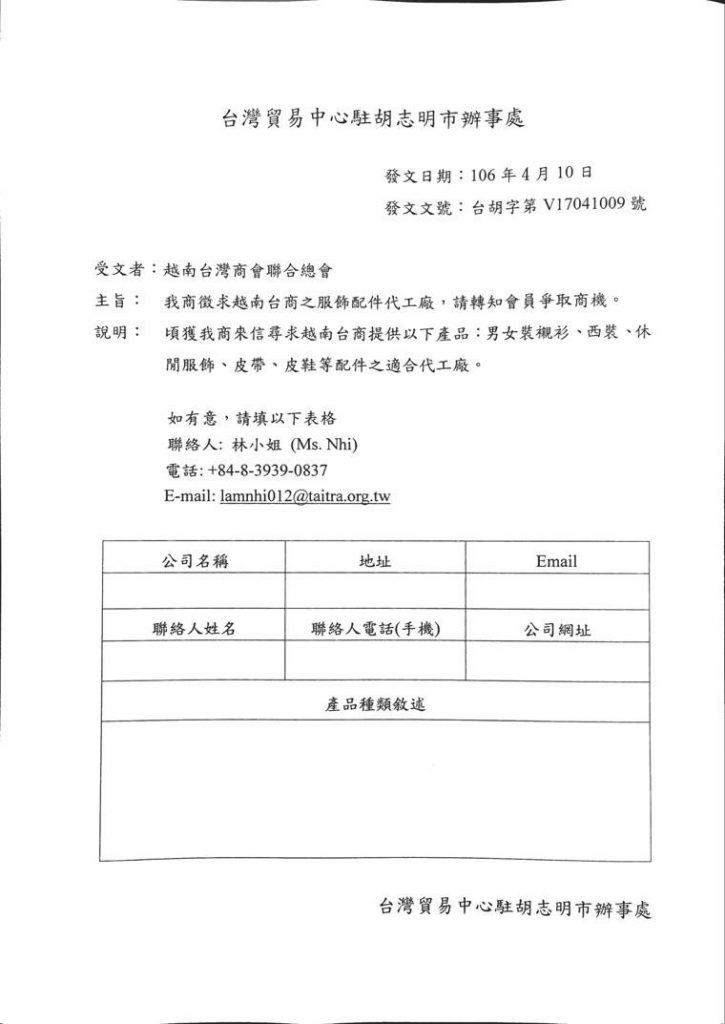 台灣貿易中心駐胡志明市辦事處
發文日期：106 年 4 月 10 日
發文文號：台胡字第 V17041009 號
受文者：越南台灣商會聯合總會
主旨： 我商徵求越南台商之服飾配件代工廠，請轉知會員爭取商機。
說明： 頃獲我商來信尋求越南台商提供以下產品：男女裝襯衫、西裝、休
閒服飾、皮帶、皮鞋等配件之適合代工廠。
如有意，請填以下表格
聯絡人: 林小姐 (Ms. Nhi)
電話: +84-8-3939-0837
E-mail: lamnhi012@taitra.org.tw
公司名稱 地址 Email
聯絡人姓名 聯絡人電話(手機) 公司網址
產品種類敘述
台灣貿易中心駐胡志明市辦事處